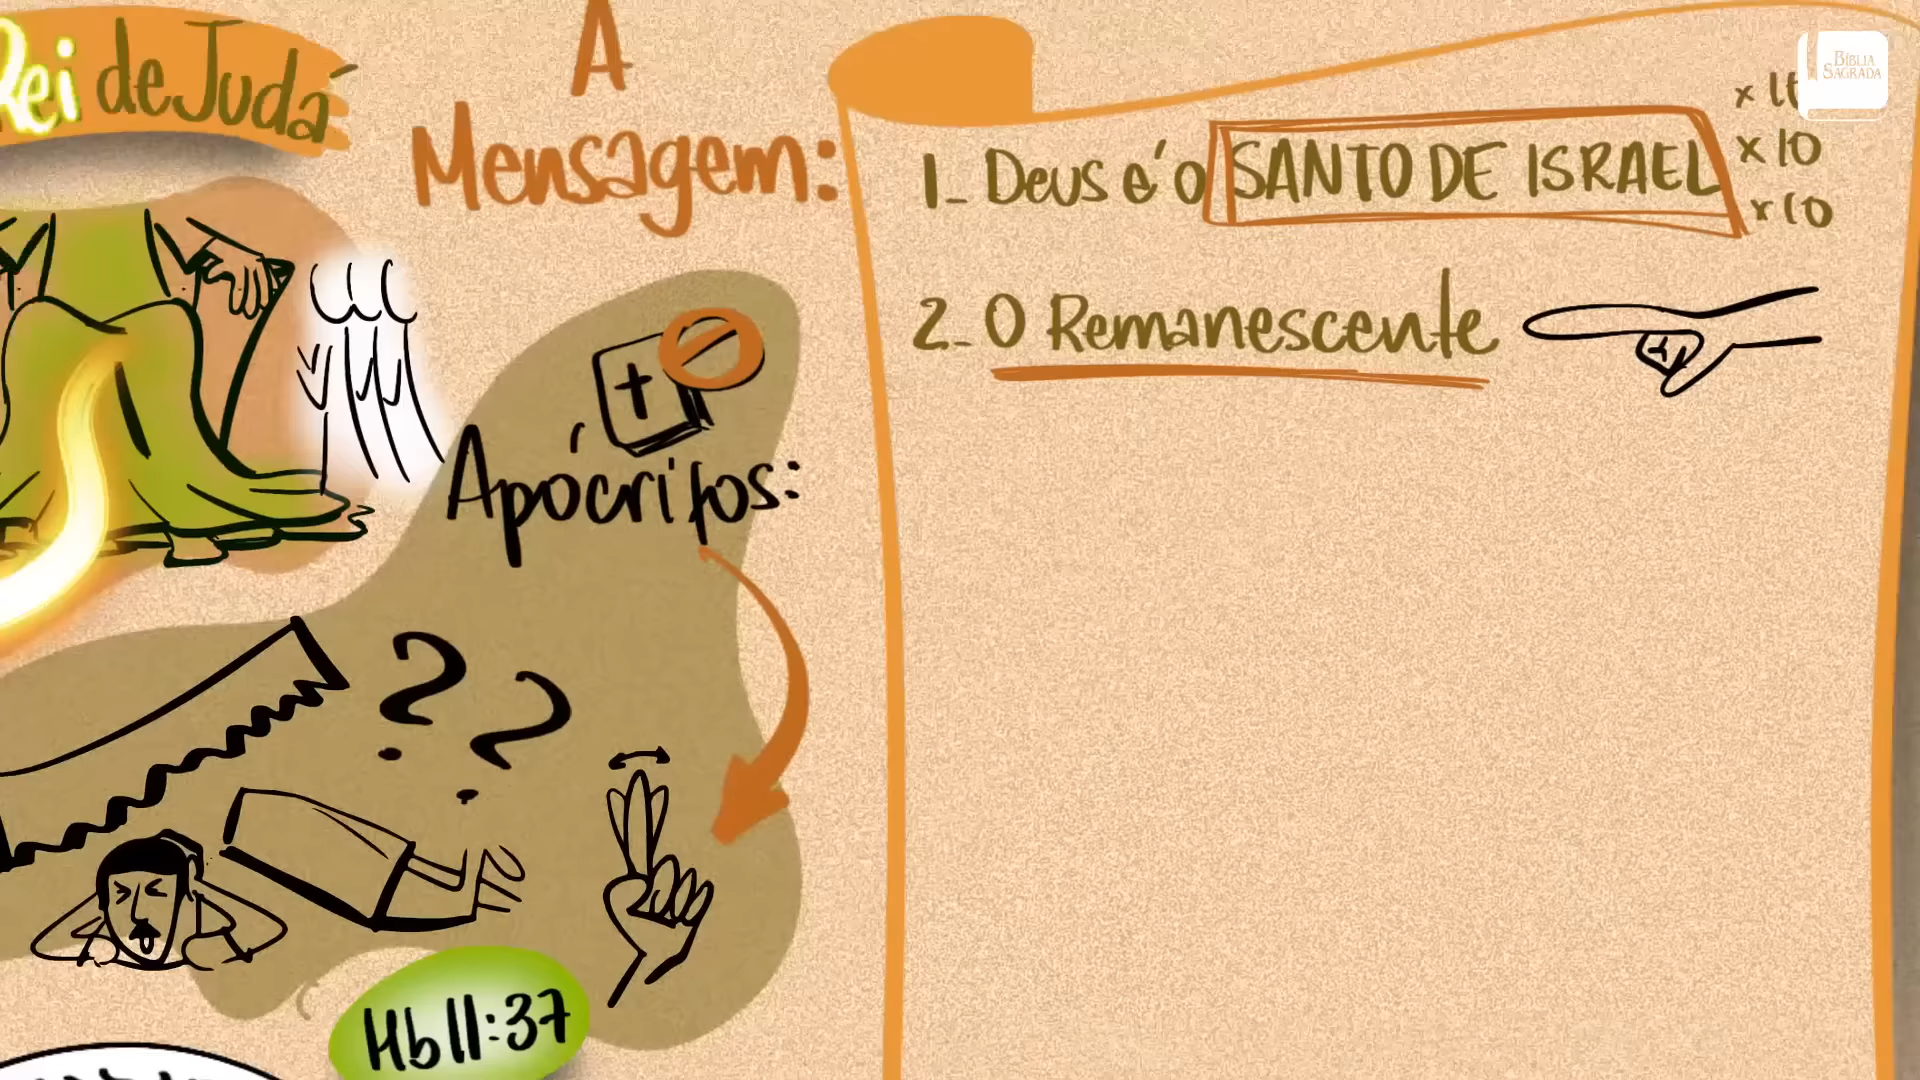 Rei de Judá
A
Mensagem:
1_ Deus é o SANTO DE ISRAEL
x 10
x 10
2_ O Remanescente
Apócrifos:
??
Hb 11:37
BÍBLIA
SAGRADA